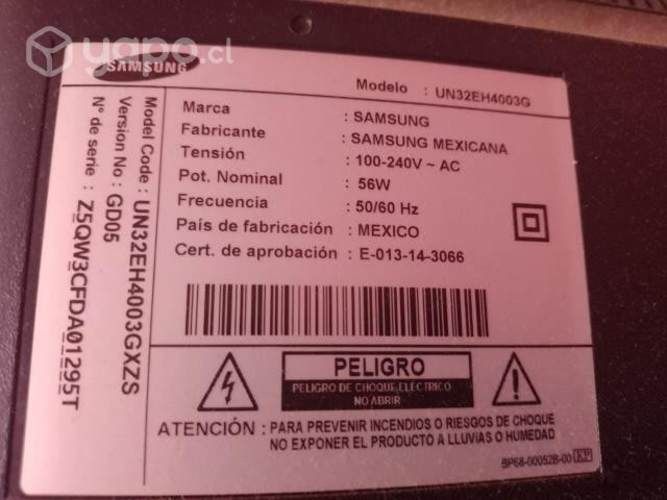 yapo.cl
SAMSUNG
Modelo : UN32EH4003G
Marca : SAMSUNG
Fabricante : SAMSUNG MEXICANA
Tensión : 100-240V ~ AC
Pot. Nominal : 56W
Frecuencia : 50/60 Hz
País de fabricación : MEXICO
Cert. de aprobación : E-013-14-3066
Model Code : UN32EH4003GXZS
Version No : GD05
N° de serie : Z5QW3CFDA01295T
PELIGRO
PELIGRO DE CHOQUE ELECTRICO
NO ABRIR
ATENCIÓN : PARA PREVENIR INCENDIOS O RIESGOS DE CHOQUE
NO EXPONER EL PRODUCTO A LLUVIAS O HUMEDAD
BP68-00052B-00